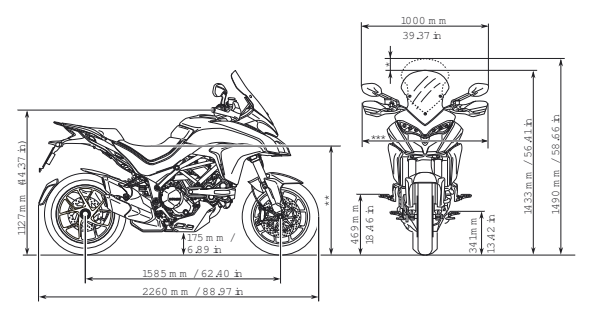 1000 mm
39.37 in
*
***
1127 mm (44.37 in)
**
175 mm /
6.89 in
469 mm
18.46 in
341 mm
13.42 in
1433 mm / 56.41 in
1490 mm / 58.66 in
1585 mm / 62.40 in
2260 mm / 88.97 in